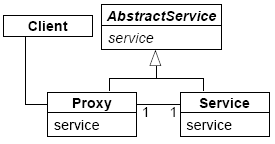 Client
AbstractService
service
Proxy
service
1
1
Service
service